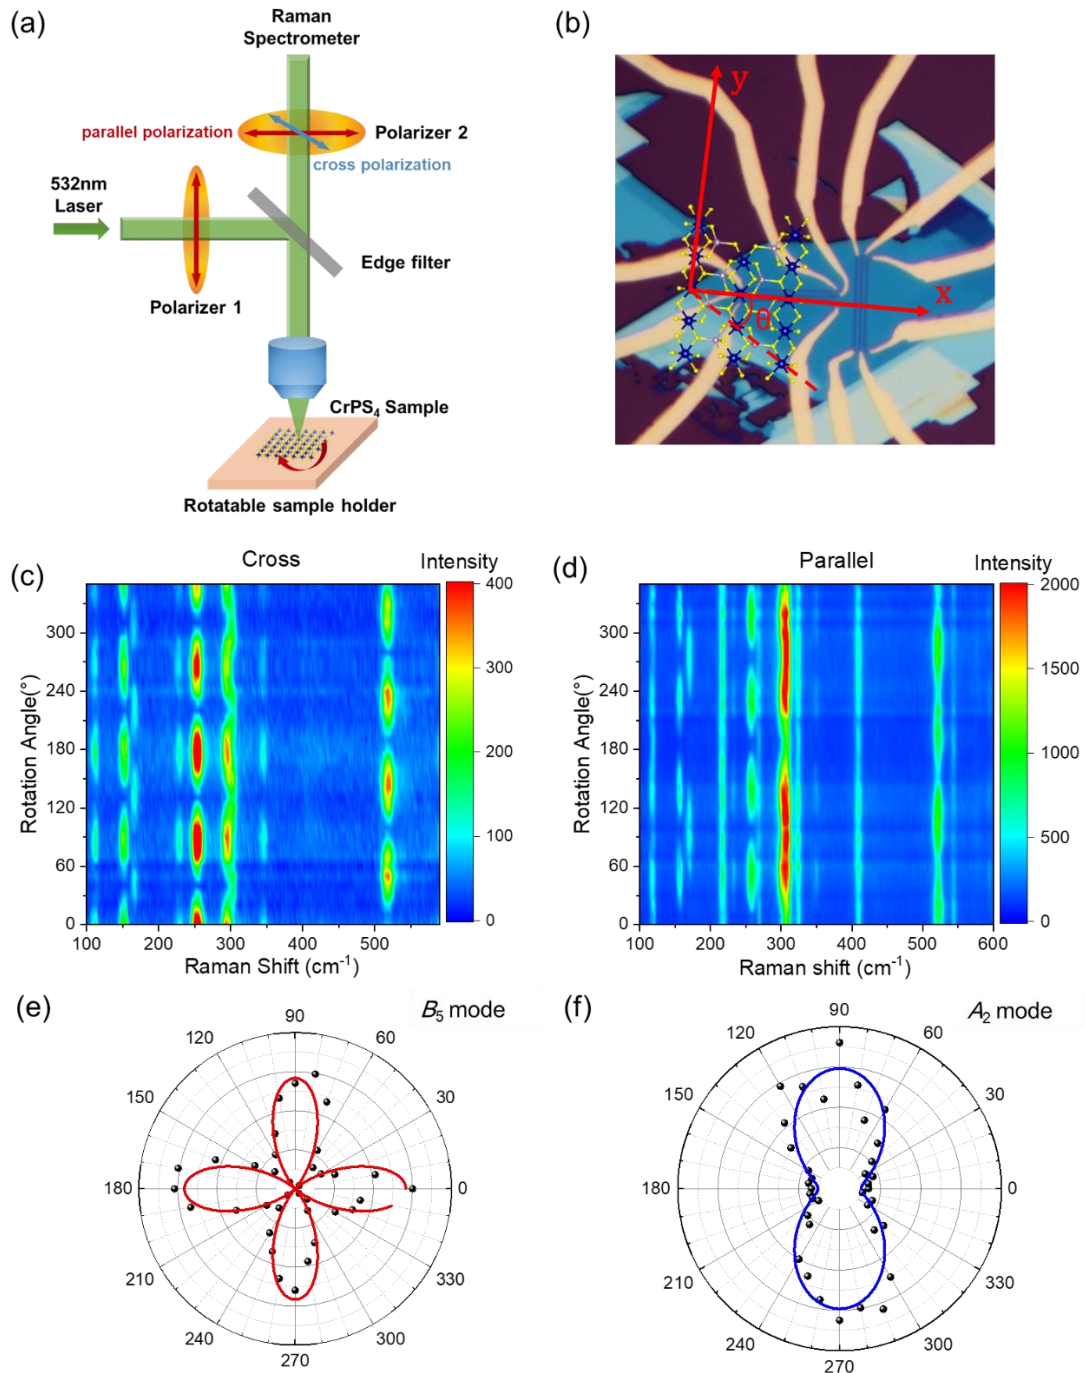 (a)
Raman
Spectrometer
parallel polarization
Polarizer 2
cross polarization
532nm
Laser
Edge filter
Polarizer 1
CrPS4 Sample
Rotatable sample holder
(b)
y
x
θ
(c)
Cross
Intensity
400
300
200
100
0
Rotation Angle(°)
300
240
180
120
60
0
100
200
300
400
500
Raman Shift (cm-1)
(d)
Parallel
Intensity
2000
1500
1000
500
0
Rotation Angle(°)
300
240
180
120
60
0
100
200
300
400
500
600
Raman shift (cm-1)
(e)
B5 mode
90
60
30
0
330
300
270
240
210
180
150
120
(f)
A2 mode
90
60
30
0
330
300
270
240
210
180
150
120